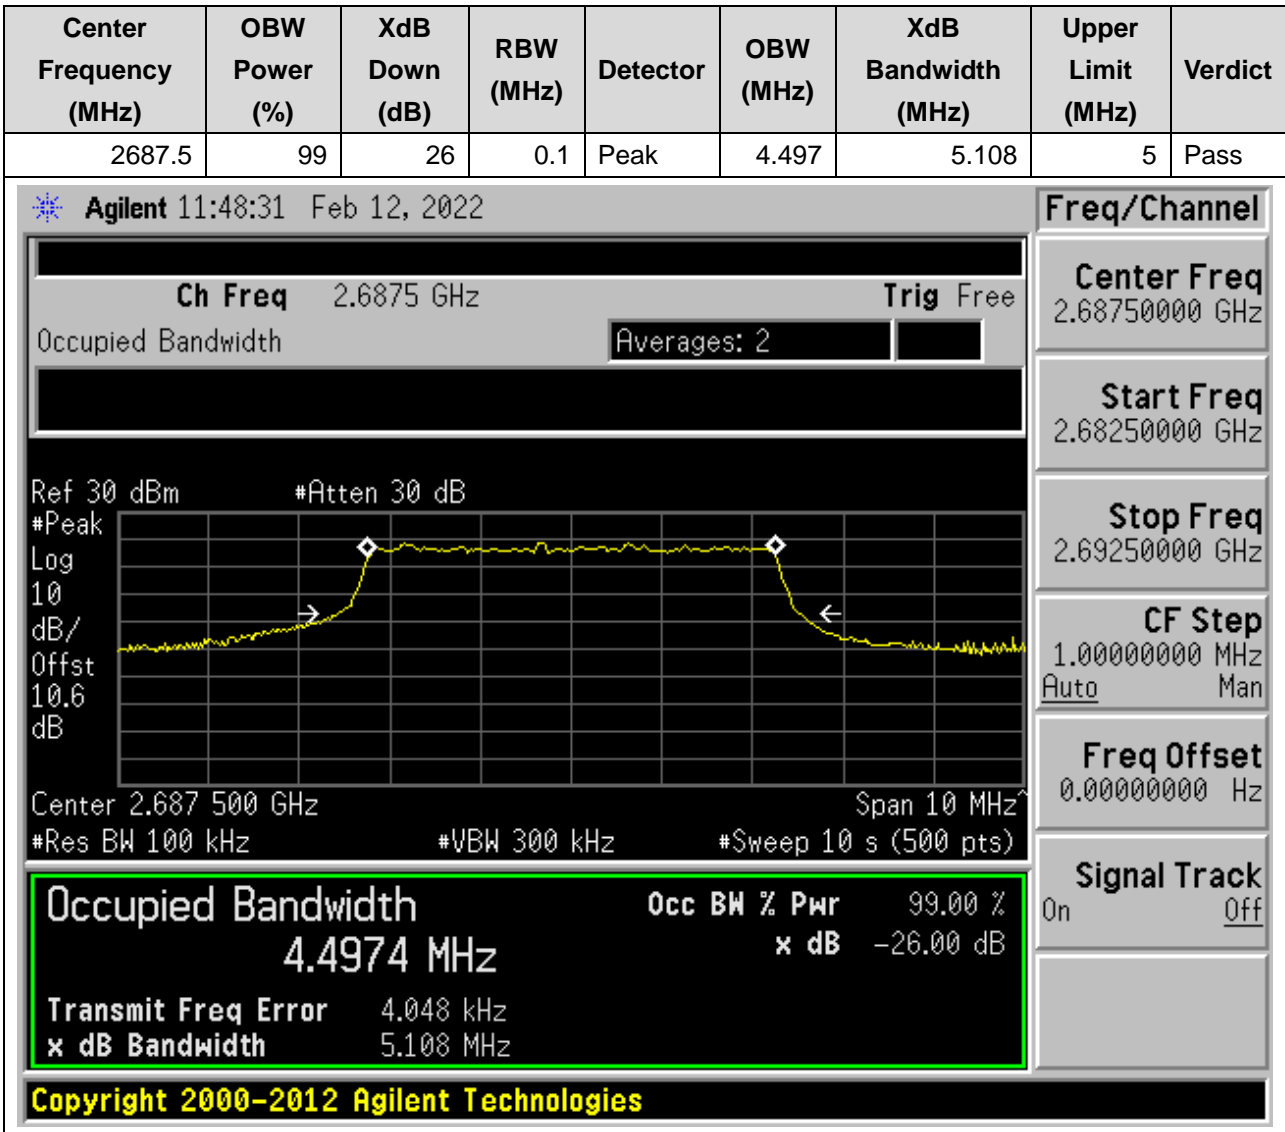 Center Frequency (MHz) OBW Power (%) XdB Down (dB) RBW (MHz) Detector OBW (MHz) XdB Bandwidth (MHz) Upper Limit (MHz) Verdict
2687.5 99 26 0.1 Peak 4.497 5.108 5 Pass
Agilent 11:48:31 Feb 12, 2022
Freq/Channel
Ch Freq 2.6875 GHz Trig Free
Occupied Bandwidth Averages: 2
Ref 30 dBm #Atten 30 dB
#Peak
Log
10
dB/
Offst
10.6
dB
Center 2.687 500 GHz Span 10 MHz^
#Res BW 100 kHz #VBW 300 kHz #Sweep 10 s (500 pts)
Occupied Bandwidth Occ BW % Pwr 99.00 %
4.4974 MHz x dB -26.00 dB
Transmit Freq Error 4.048 kHz
x dB Bandwidth 5.108 MHz
Center Freq
2.68750000 GHz
Start Freq
2.68250000 GHz
Stop Freq
2.69250000 GHz
CF Step
1.00000000 MHz
Auto Man
Freq Offset
0.00000000 Hz
Signal Track
On Off
Copyright 2000-2012 Agilent Technologies